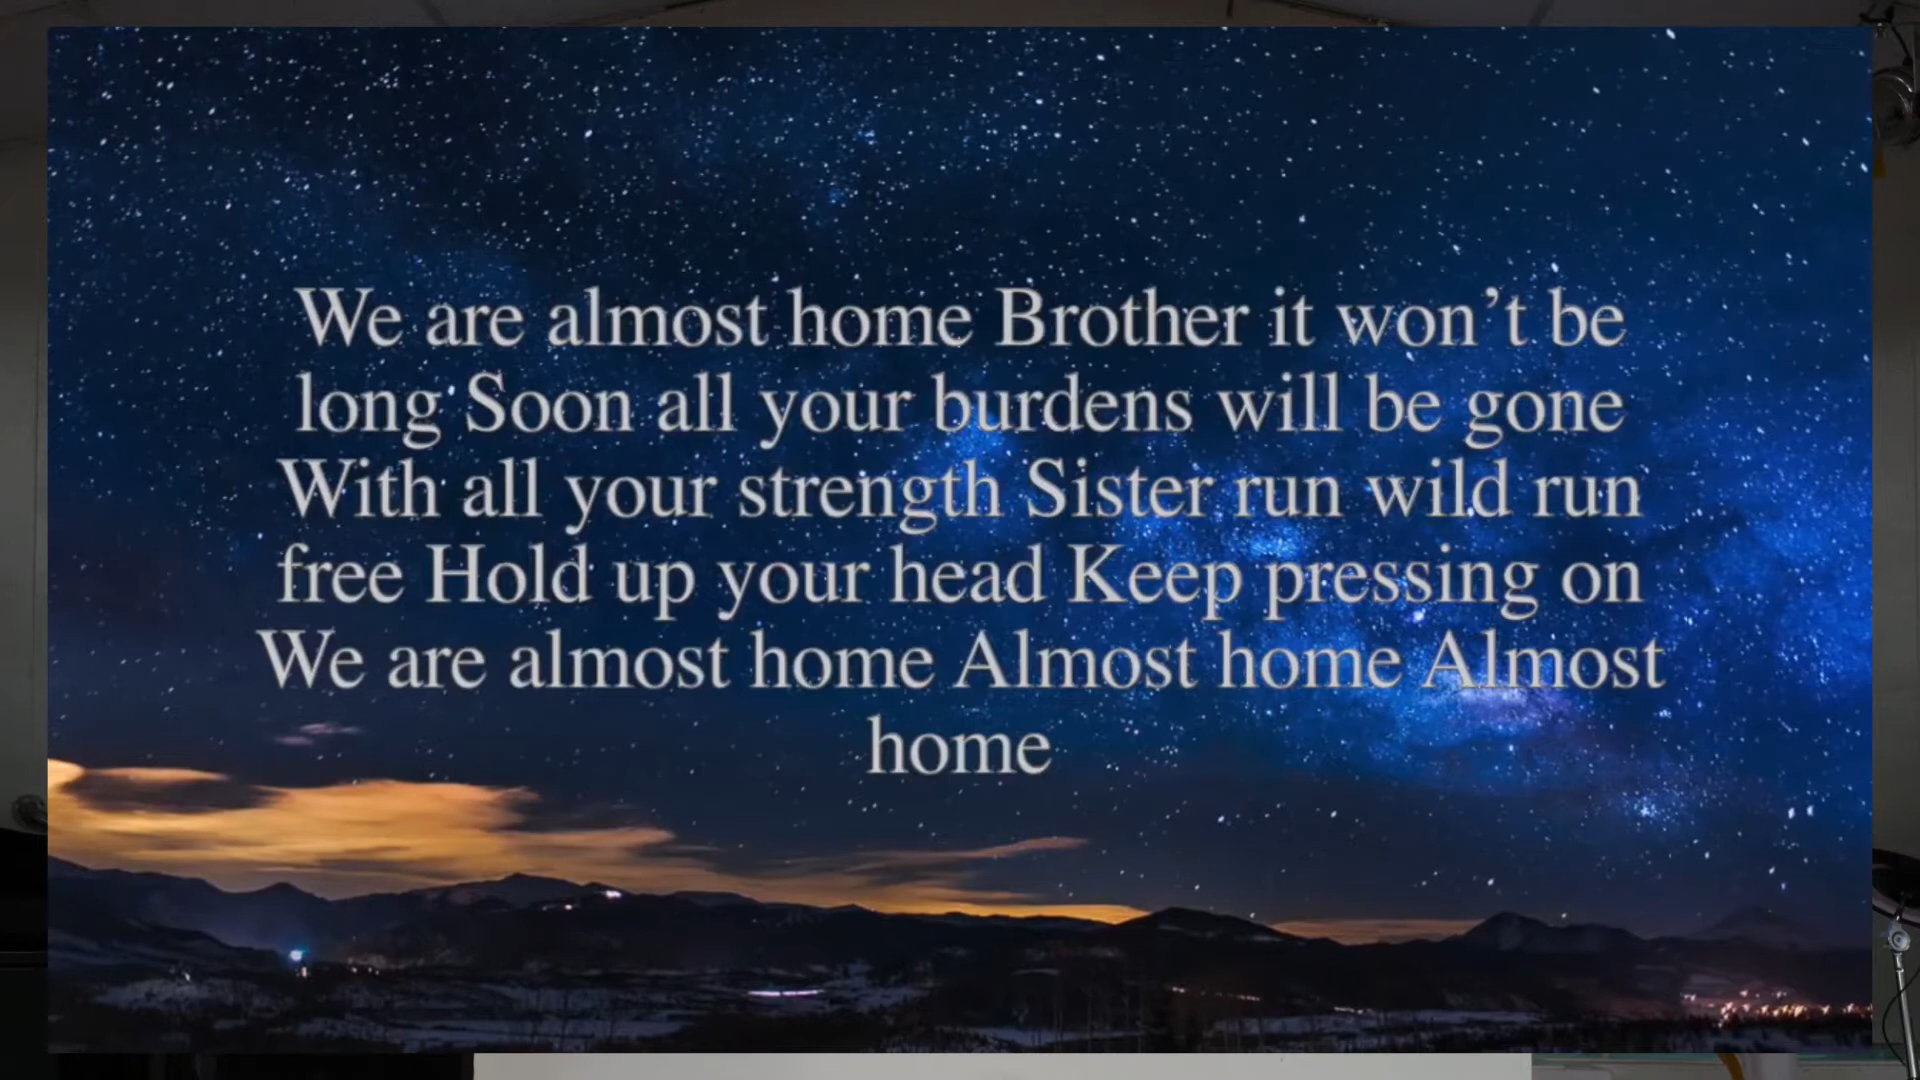 We are almost home Brother it won’t be
long Soon all your burdens will be gone
With all your strength Sister run wild run
free Hold up your head Keep pressing on
We are almost home Almost home Almost
home